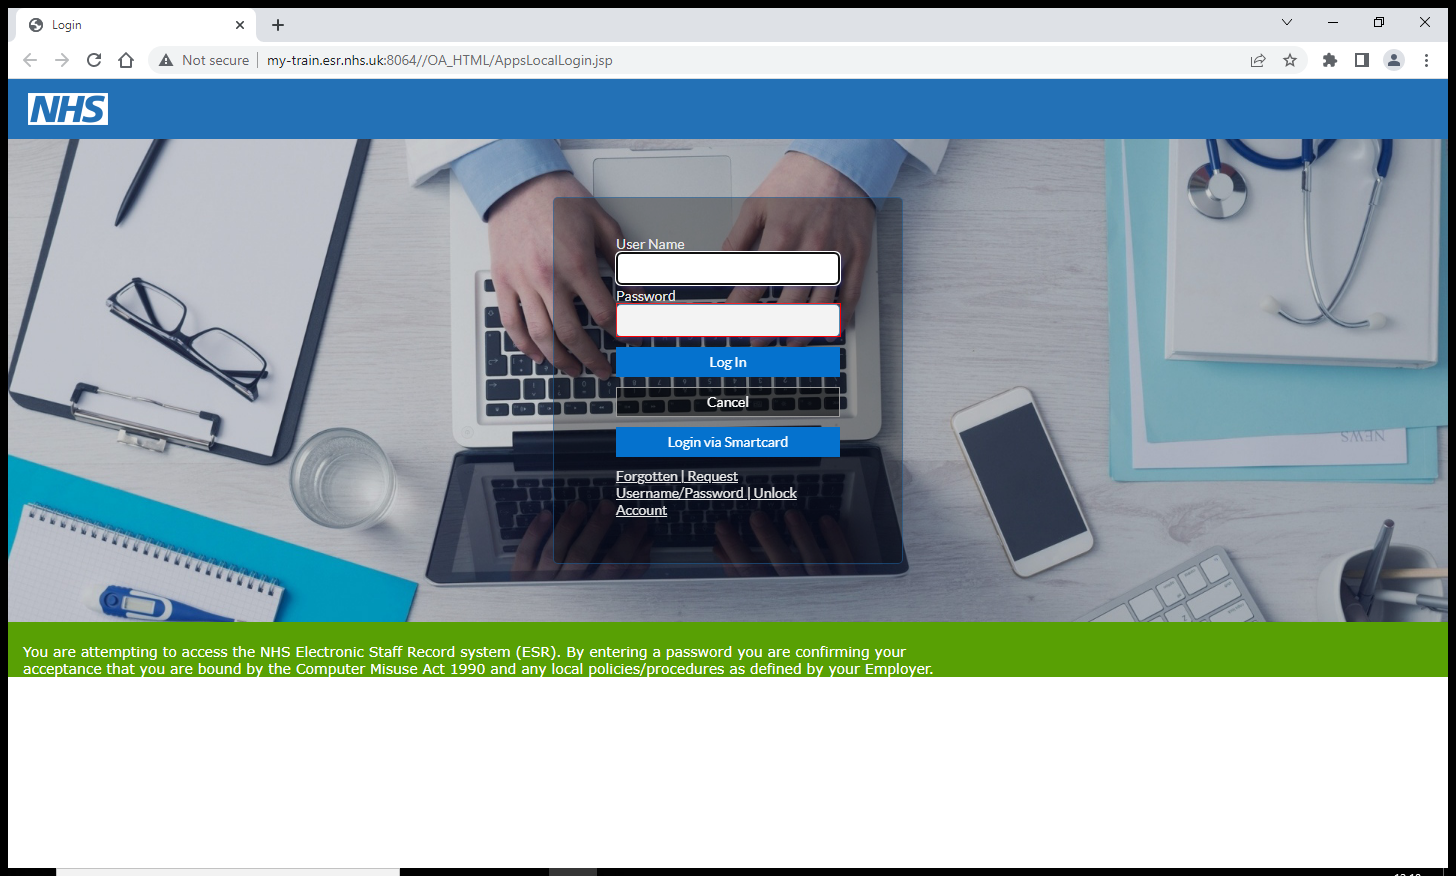 Login
Not secure
my-train.esr.nhs.uk:8064//OA_HTML/AppsLocalLogin.jsp
NHS
User Name
Password
Log In
Cancel
Login via Smartcard
Forgotten | Request
Username/Password | Unlock
Account
NEWS
You are attempting to access the NHS Electronic Staff Record system (ESR). By entering a password you are confirming your
acceptance that you are bound by the Computer Misuse Act 1990 and any local policies/procedures as defined by your Employer.